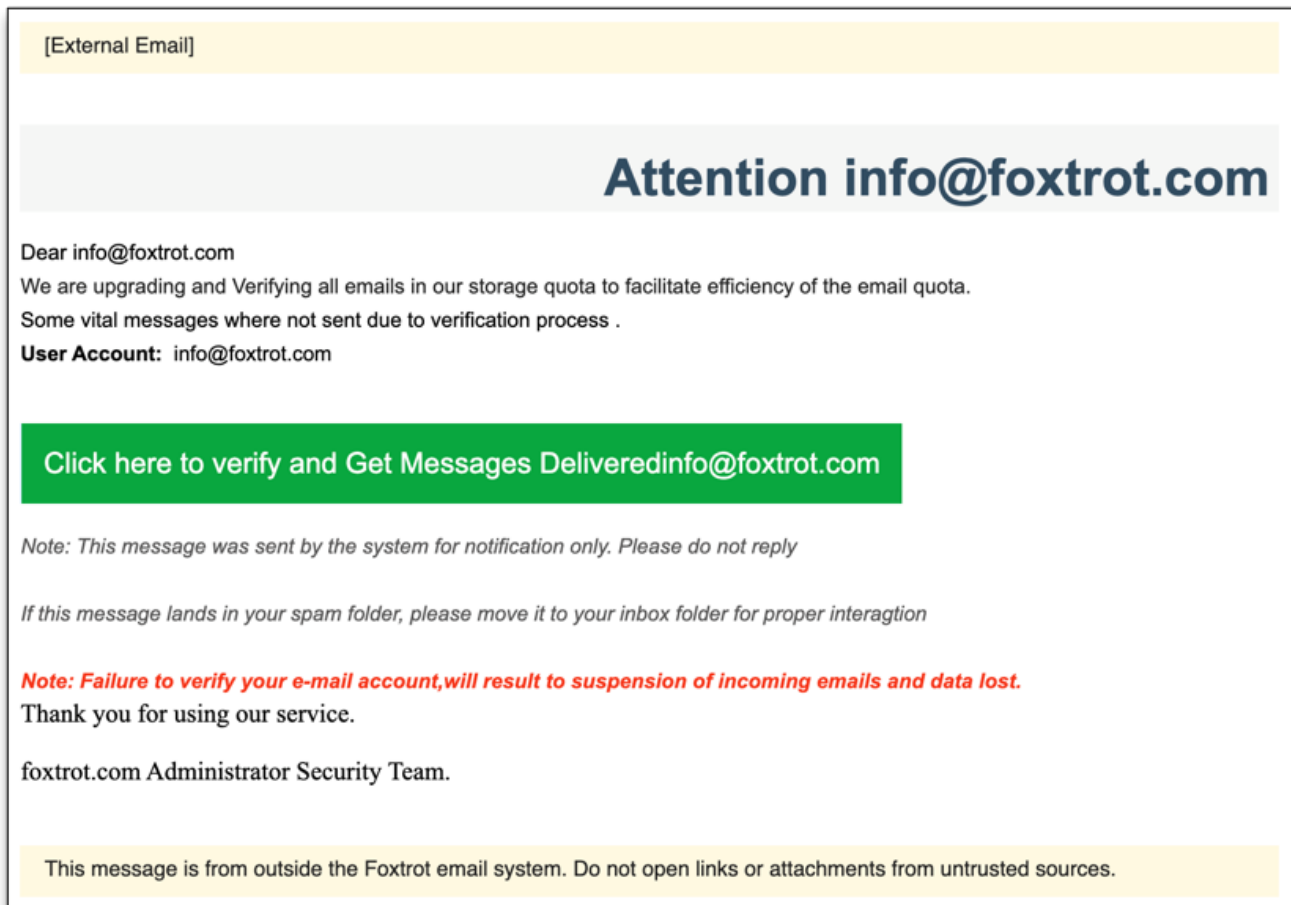 [External Email]
Attention info@foxtrot.com
Dear info@foxtrot.com
We are upgrading and Verifying all emails in our storage quota to facilitate efficiency of the email quota.
Some vital messages where not sent due to verification process .
User Account: info@foxtrot.com
Click here to verify and Get Messages Deliveredinfo@foxtrot.com
Note: This message was sent by the system for notification only. Please do not reply
If this message lands in your spam folder, please move it to your inbox folder for proper interagtion
Note: Failure to verify your e-mail account,will result to suspension of incoming emails and data lost.
Thank you for using our service.
foxtrot.com Administrator Security Team.
This message is from outside the Foxtrot email system. Do not open links or attachments from untrusted sources.